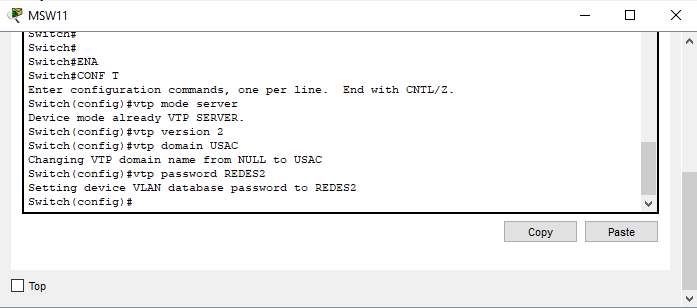 MSW11
Switch#
Switch#
Switch#ENA
Switch#CONF T
Enter configuration commands, one per line.  End with CNTL/Z.
Switch(config)#vtp mode server
Device mode already VTP SERVER.
Switch(config)#vtp version 2
Switch(config)#vtp domain USAC
Changing VTP domain name from NULL to USAC
Switch(config)#vtp password REDES2
Setting device VLAN database password to REDES2
Switch(config)#
Copy
Paste
Top